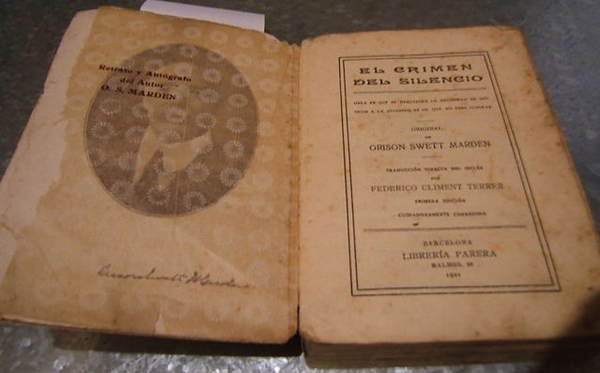 Retrato y Autógrafo
del Autor
O. S. MARDEN
EL CRIMEN
DEL SILENCIO
ORIGINAL
DE
ORISON SWETT MARDEN
TRADUCCIÓN DIRECTA DEL INGLÉS
POR
FEDERICO CLIMENT TERRER
PRIMERA EDICIÓN
CUIDADOSAMENTE CORREGIDA
BARCELONA
LIBRERÍA PARERA